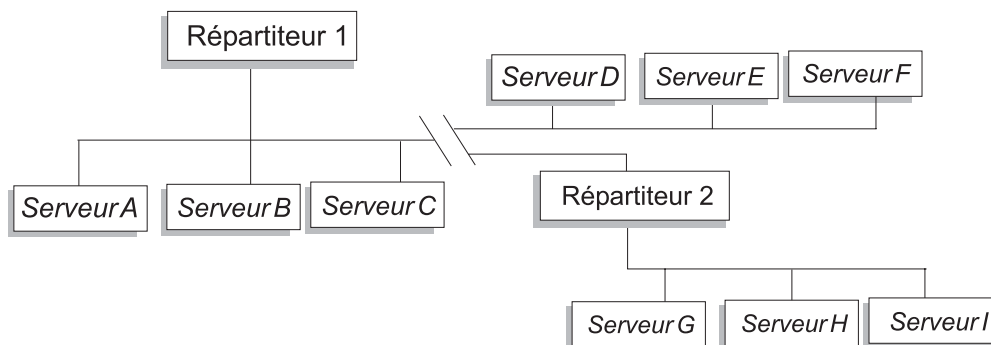 Répartiteur 1
Serveur D
Serveur E
Serveur F
Serveur A
Serveur B
Serveur C
Répartiteur 2
Serveur G
Serveur H
Serveur I